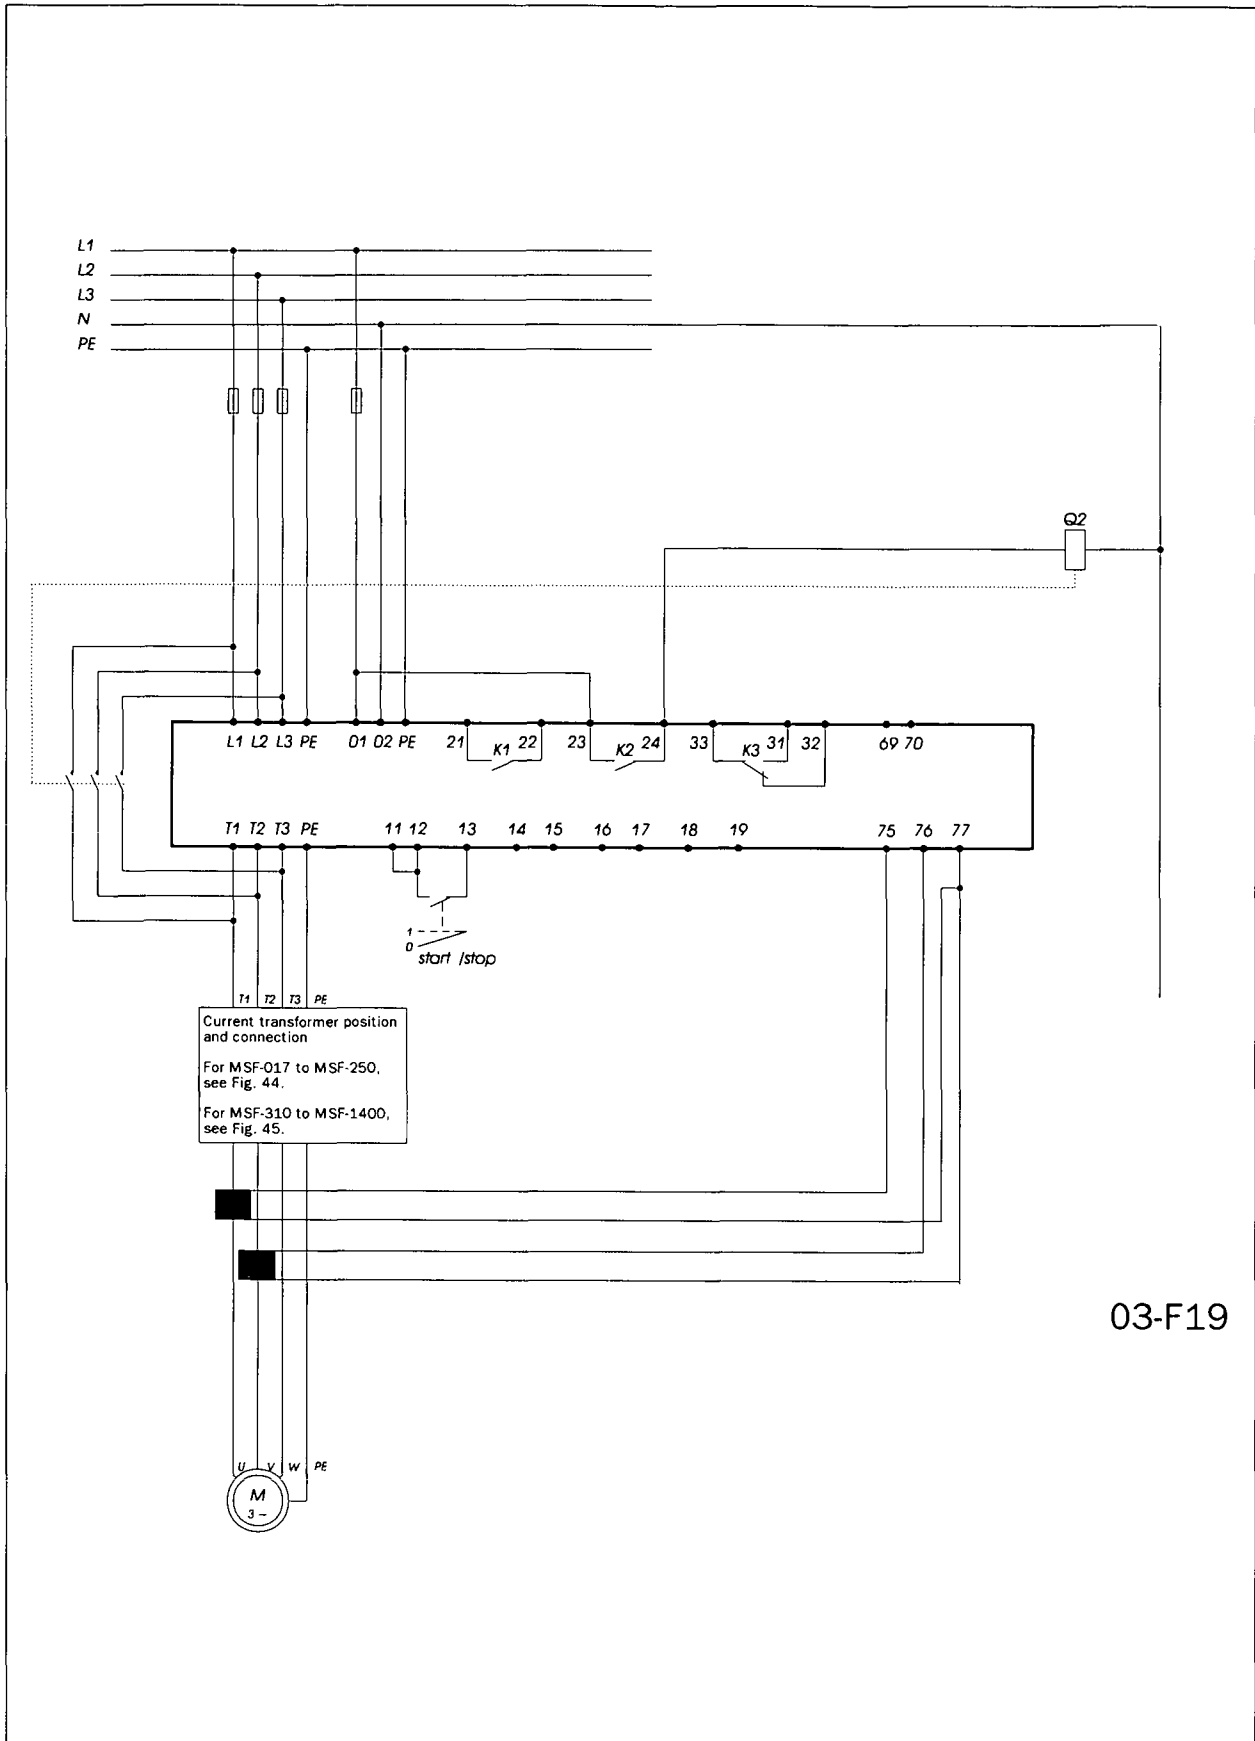 L1
L2
L3
N
PE
Q2
L1 L2 L3 PE 01 02 PE 21 K1 22 23 K2 24 33 K3 31 32 69 70
T1 T2 T3 PE 11 12 13 14 15 16 17 18 19 75 76 77
1
0
start /stop
T1 T2 T3 PE
Current transformer position
and connection
For MSF-017 to MSF-250,
see Fig. 44.
For MSF-310 to MSF-1400,
see Fig. 45.
03-F19
U V W PE
M
3 ~